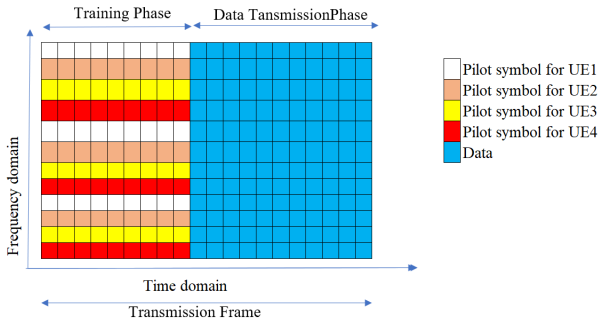 Training Phase
Data TansmissionPhase
Pilot symbol for UE1
Pilot symbol for UE2
Pilot symbol for UE3
Pilot symbol for UE4
Data
Frequency domain
Time domain
Transmission Frame